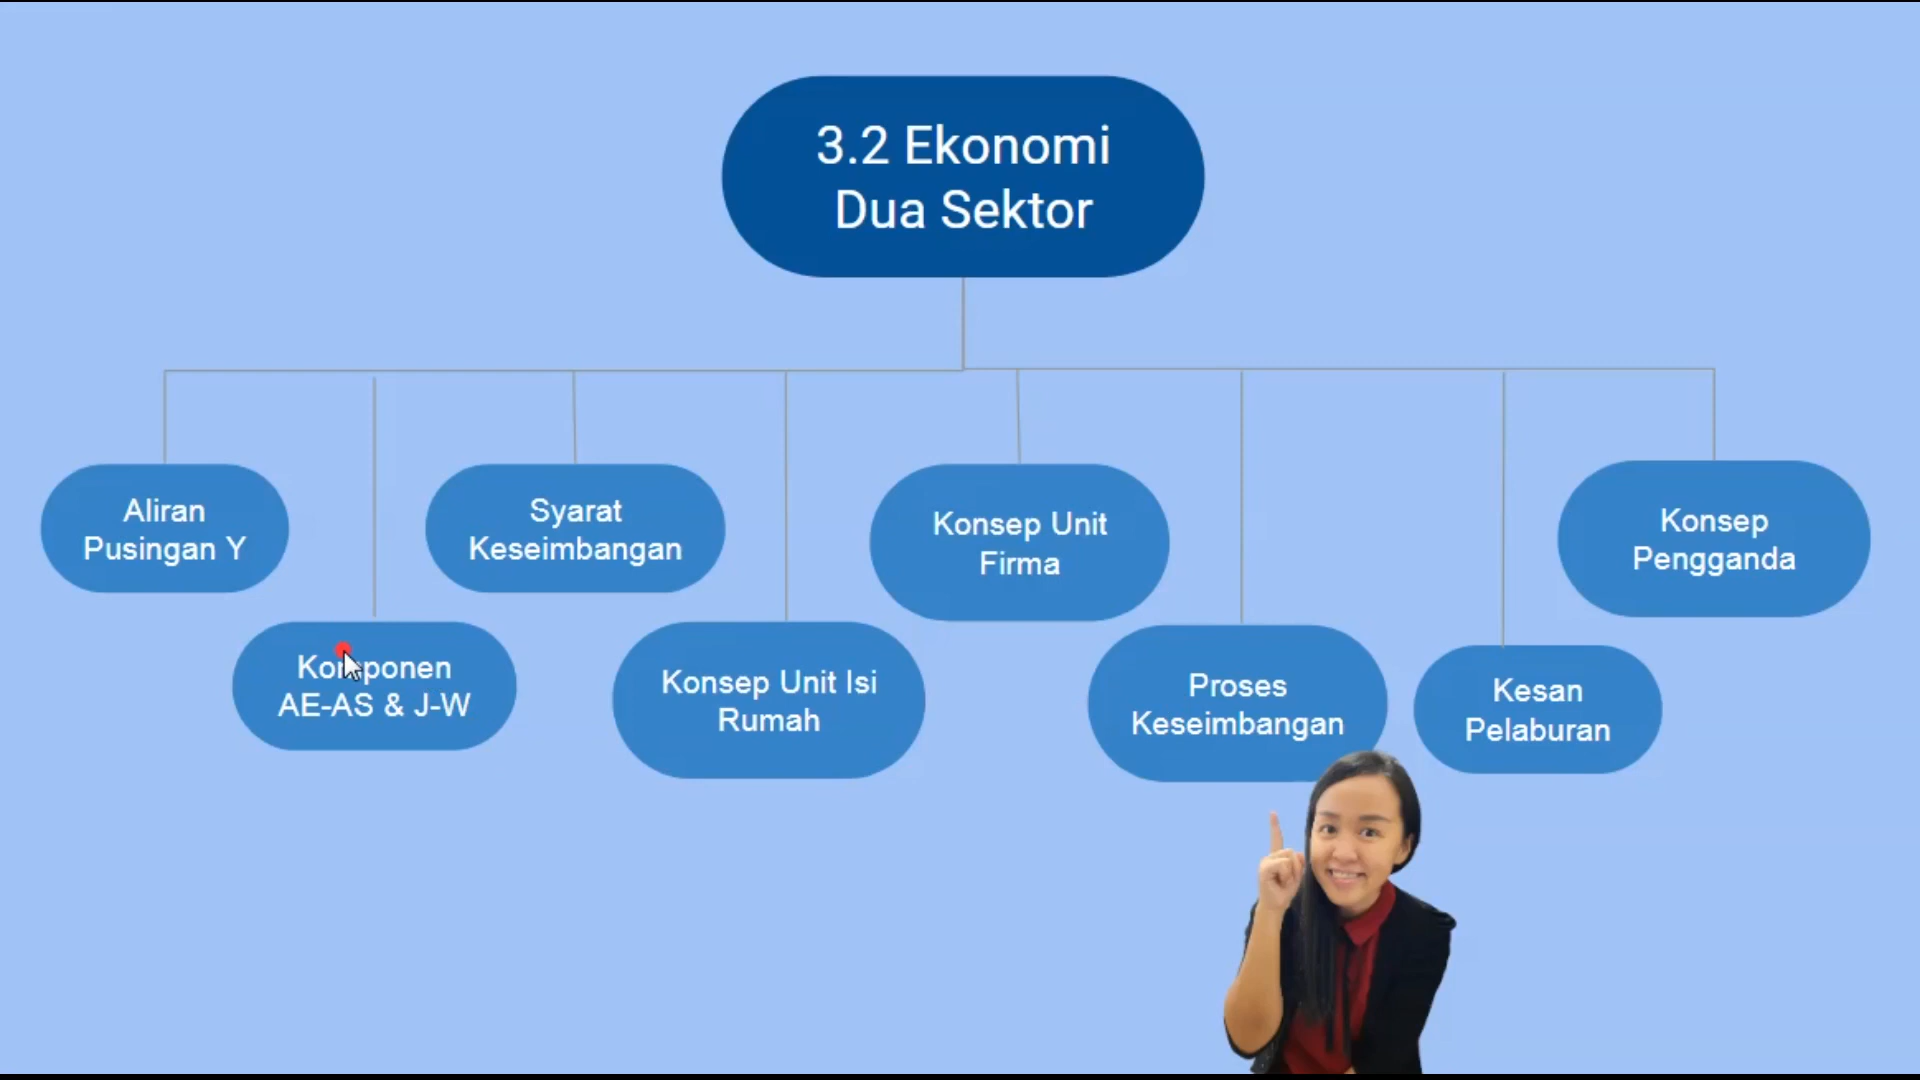 3.2 Ekonomi
Dua Sektor
Aliran
Pusingan Y
Komponen
AE-AS & J-W
Syarat
Keseimbangan
Konsep Unit Isi
Rumah
Konsep Unit
Firma
Proses
Keseimbangan
Kesan
Pelaburan
Konsep
Pengganda